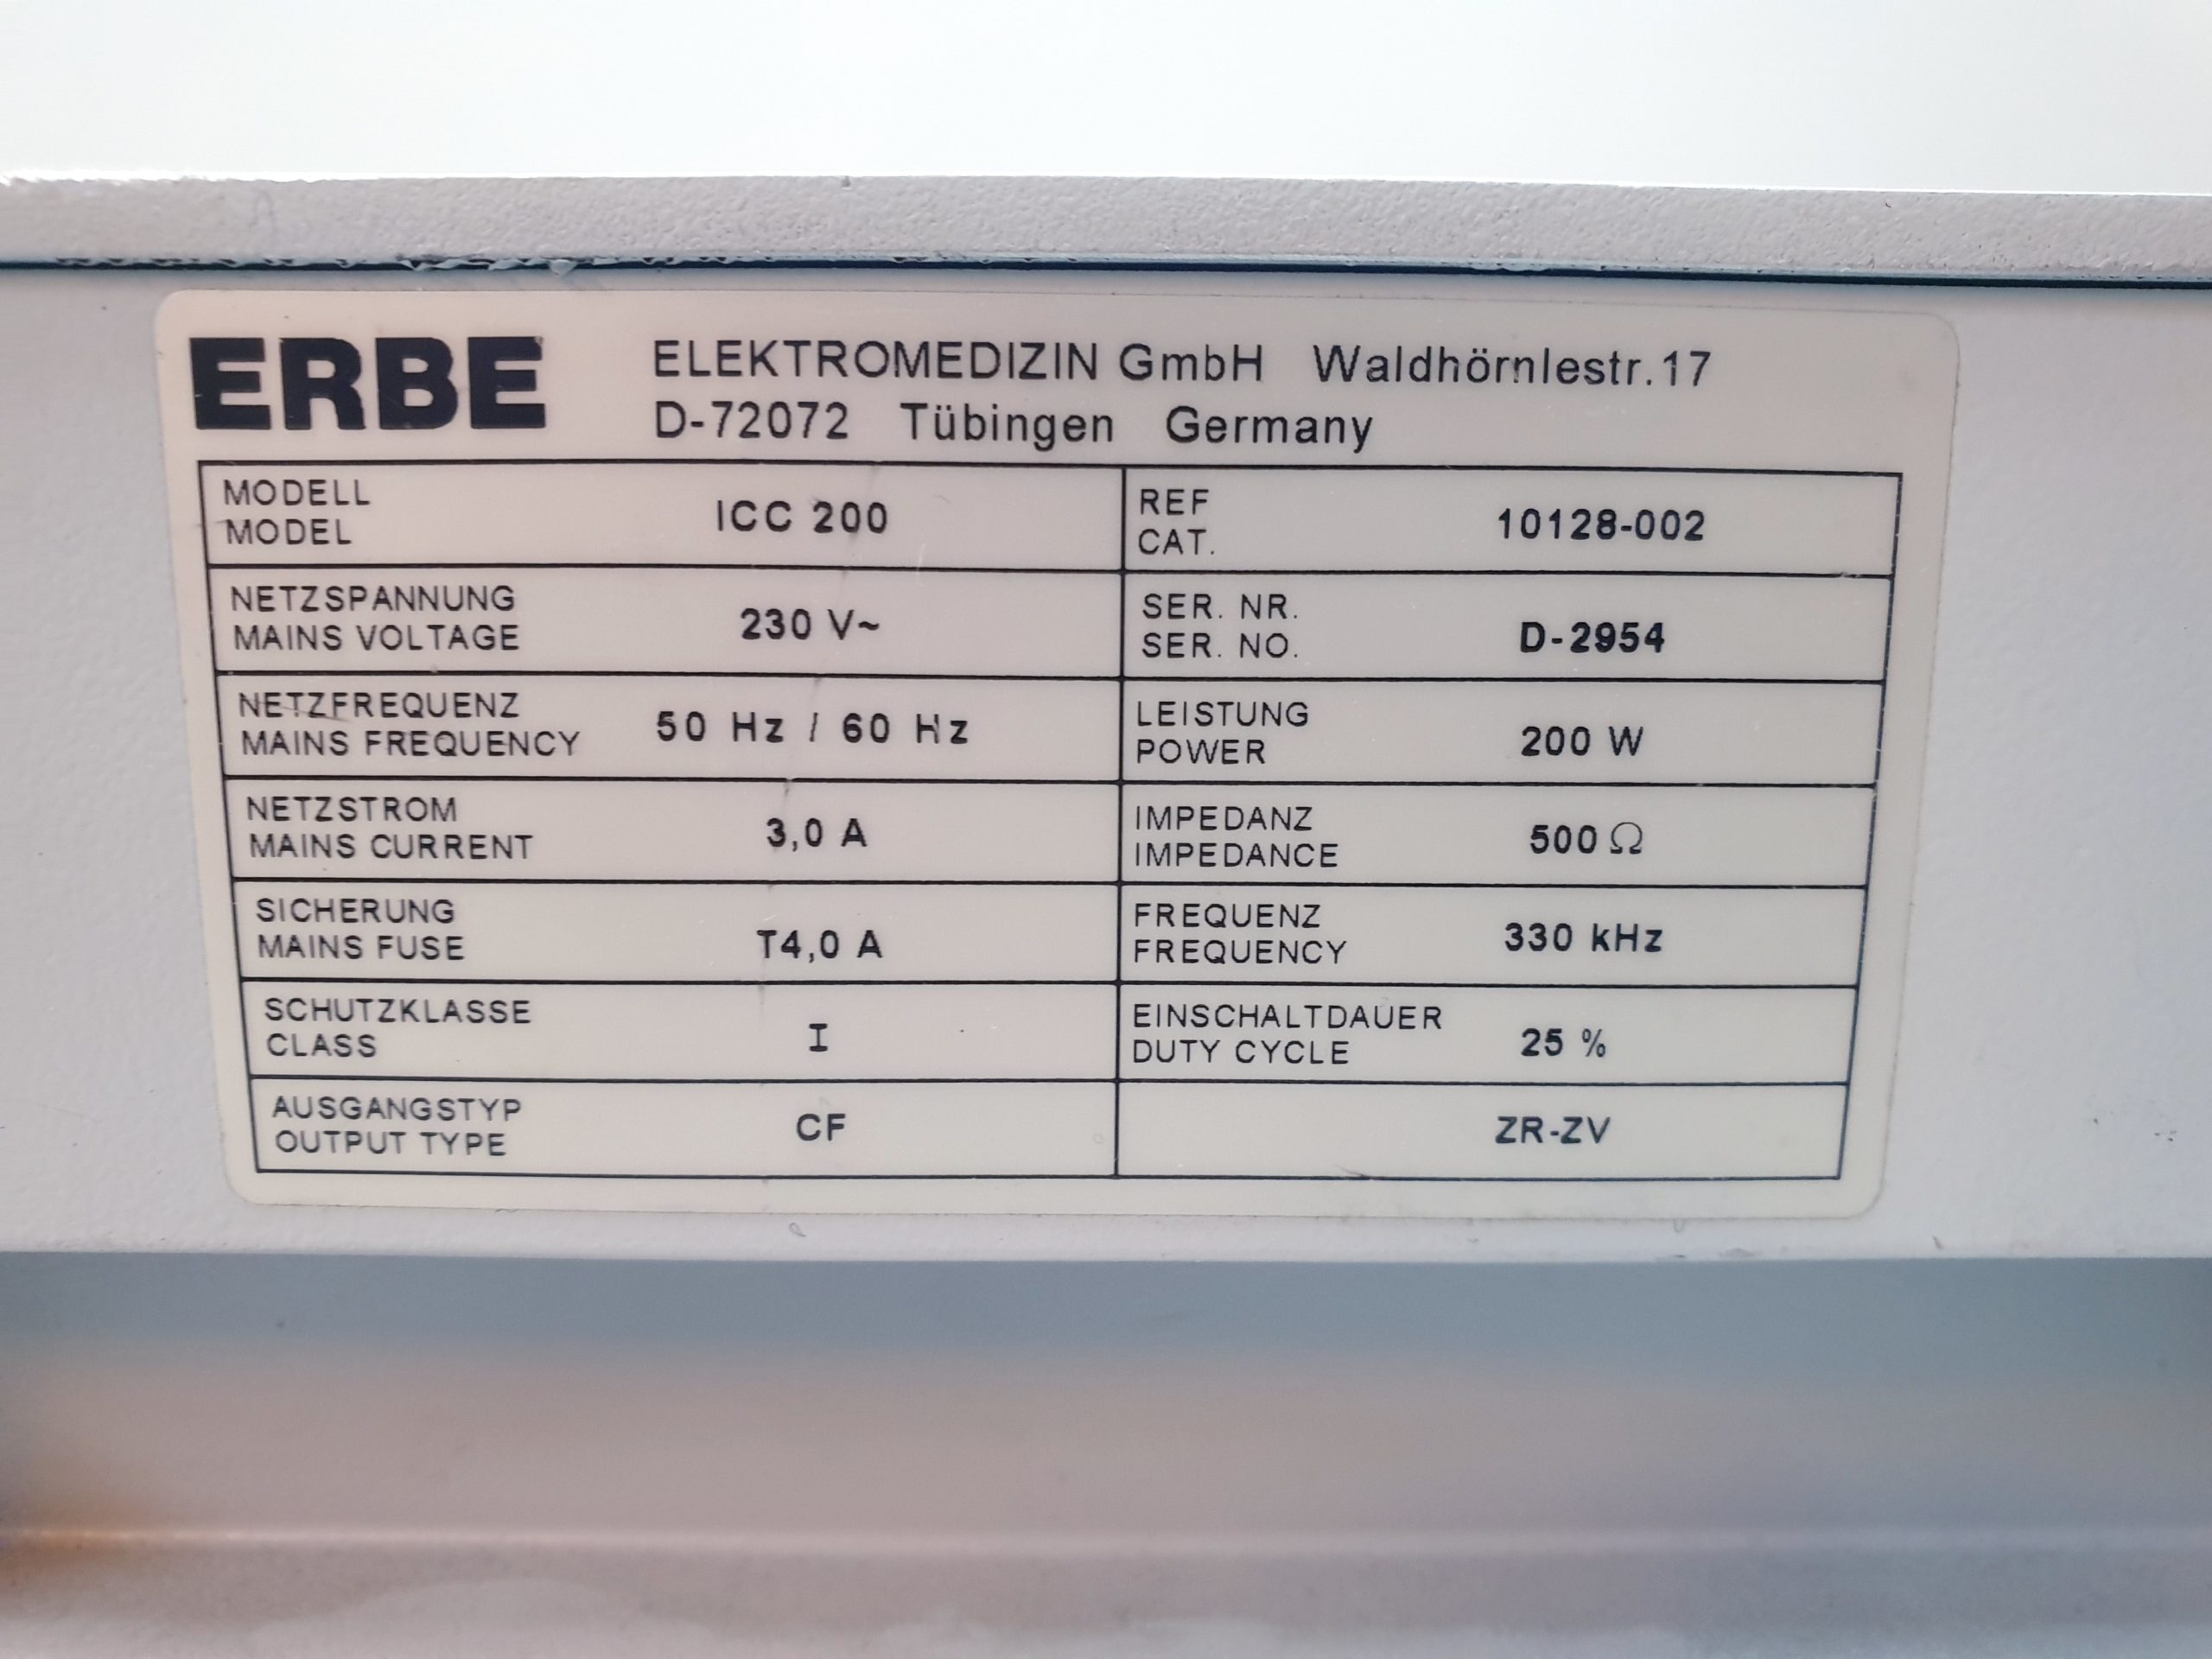 ERBE ELEKTROMEDIZIN GmbH Waldhörnlestr.17
D-72072 Tübingen Germany
MODELL
MODEL
ICC 200
REF
CAT.
10128-002
NETZSPANNUNG
MAINS VOLTAGE
230 V~
SER. NR.
SER. NO.
D-2954
NETZFREQUENZ
MAINS FREQUENCY
50 Hz / 60 Hz
LEISTUNG
POWER
200 W
NETZSTROM
MAINS CURRENT
3,0 A
IMPEDANZ
IMPEDANCE
500 Ω
SICHERUNG
MAINS FUSE
T4,0 A
FREQUENZ
FREQUENCY
330 kHz
SCHUTZKLASSE
CLASS
I
EINSCHALTDAUER
DUTY CYCLE
25 %
AUSGANGSTYP
OUTPUT TYPE
CF
ZR-ZV